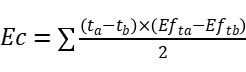 Ec = ∑ (t_a−t_b)×(Ef_ta−Ef_tb) / 2